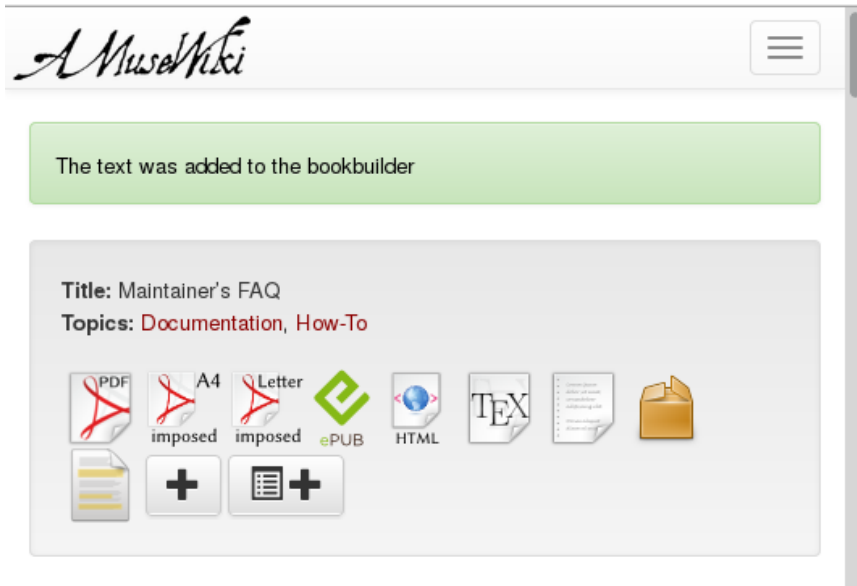 A MuseWiki
The text was added to the bookbuilder
Title: Maintainer's FAQ
Topics: Documentation, How-To
PDF
A4
imposed
Letter
imposed
ePUB
HTML
TEX